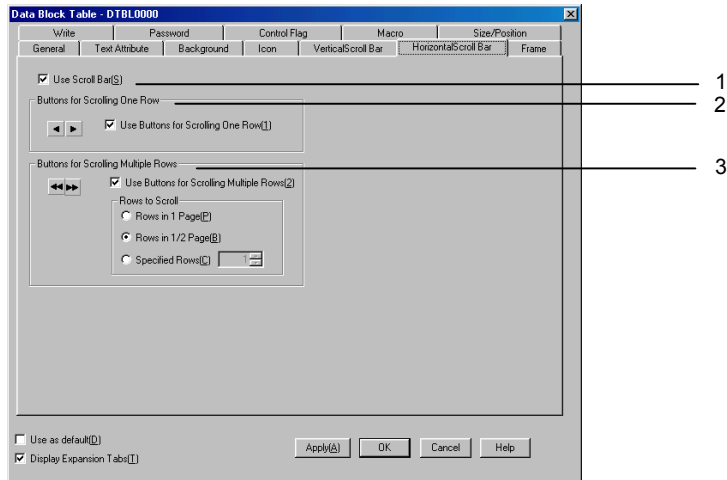 Data Block Table - DTBL0000
Write Password Control Flag Macro Size/Position
General Text Attribute Background Icon VerticalScroll Bar HorizontalScroll Bar Frame
Use Scroll Bar(S)
1
Buttons for Scrolling One Row
2
Use Buttons for Scrolling One Row(1)
Buttons for Scrolling Multiple Rows
3
Use Buttons for Scrolling Multiple Rows(2)
Rows to Scroll
Rows in 1 Page(P)
Rows in 1/2 Page(B)
Specified Rows(C) 1
Use as default(D)
Display Expansion Tabs(T)
Apply(A) OK Cancel Help